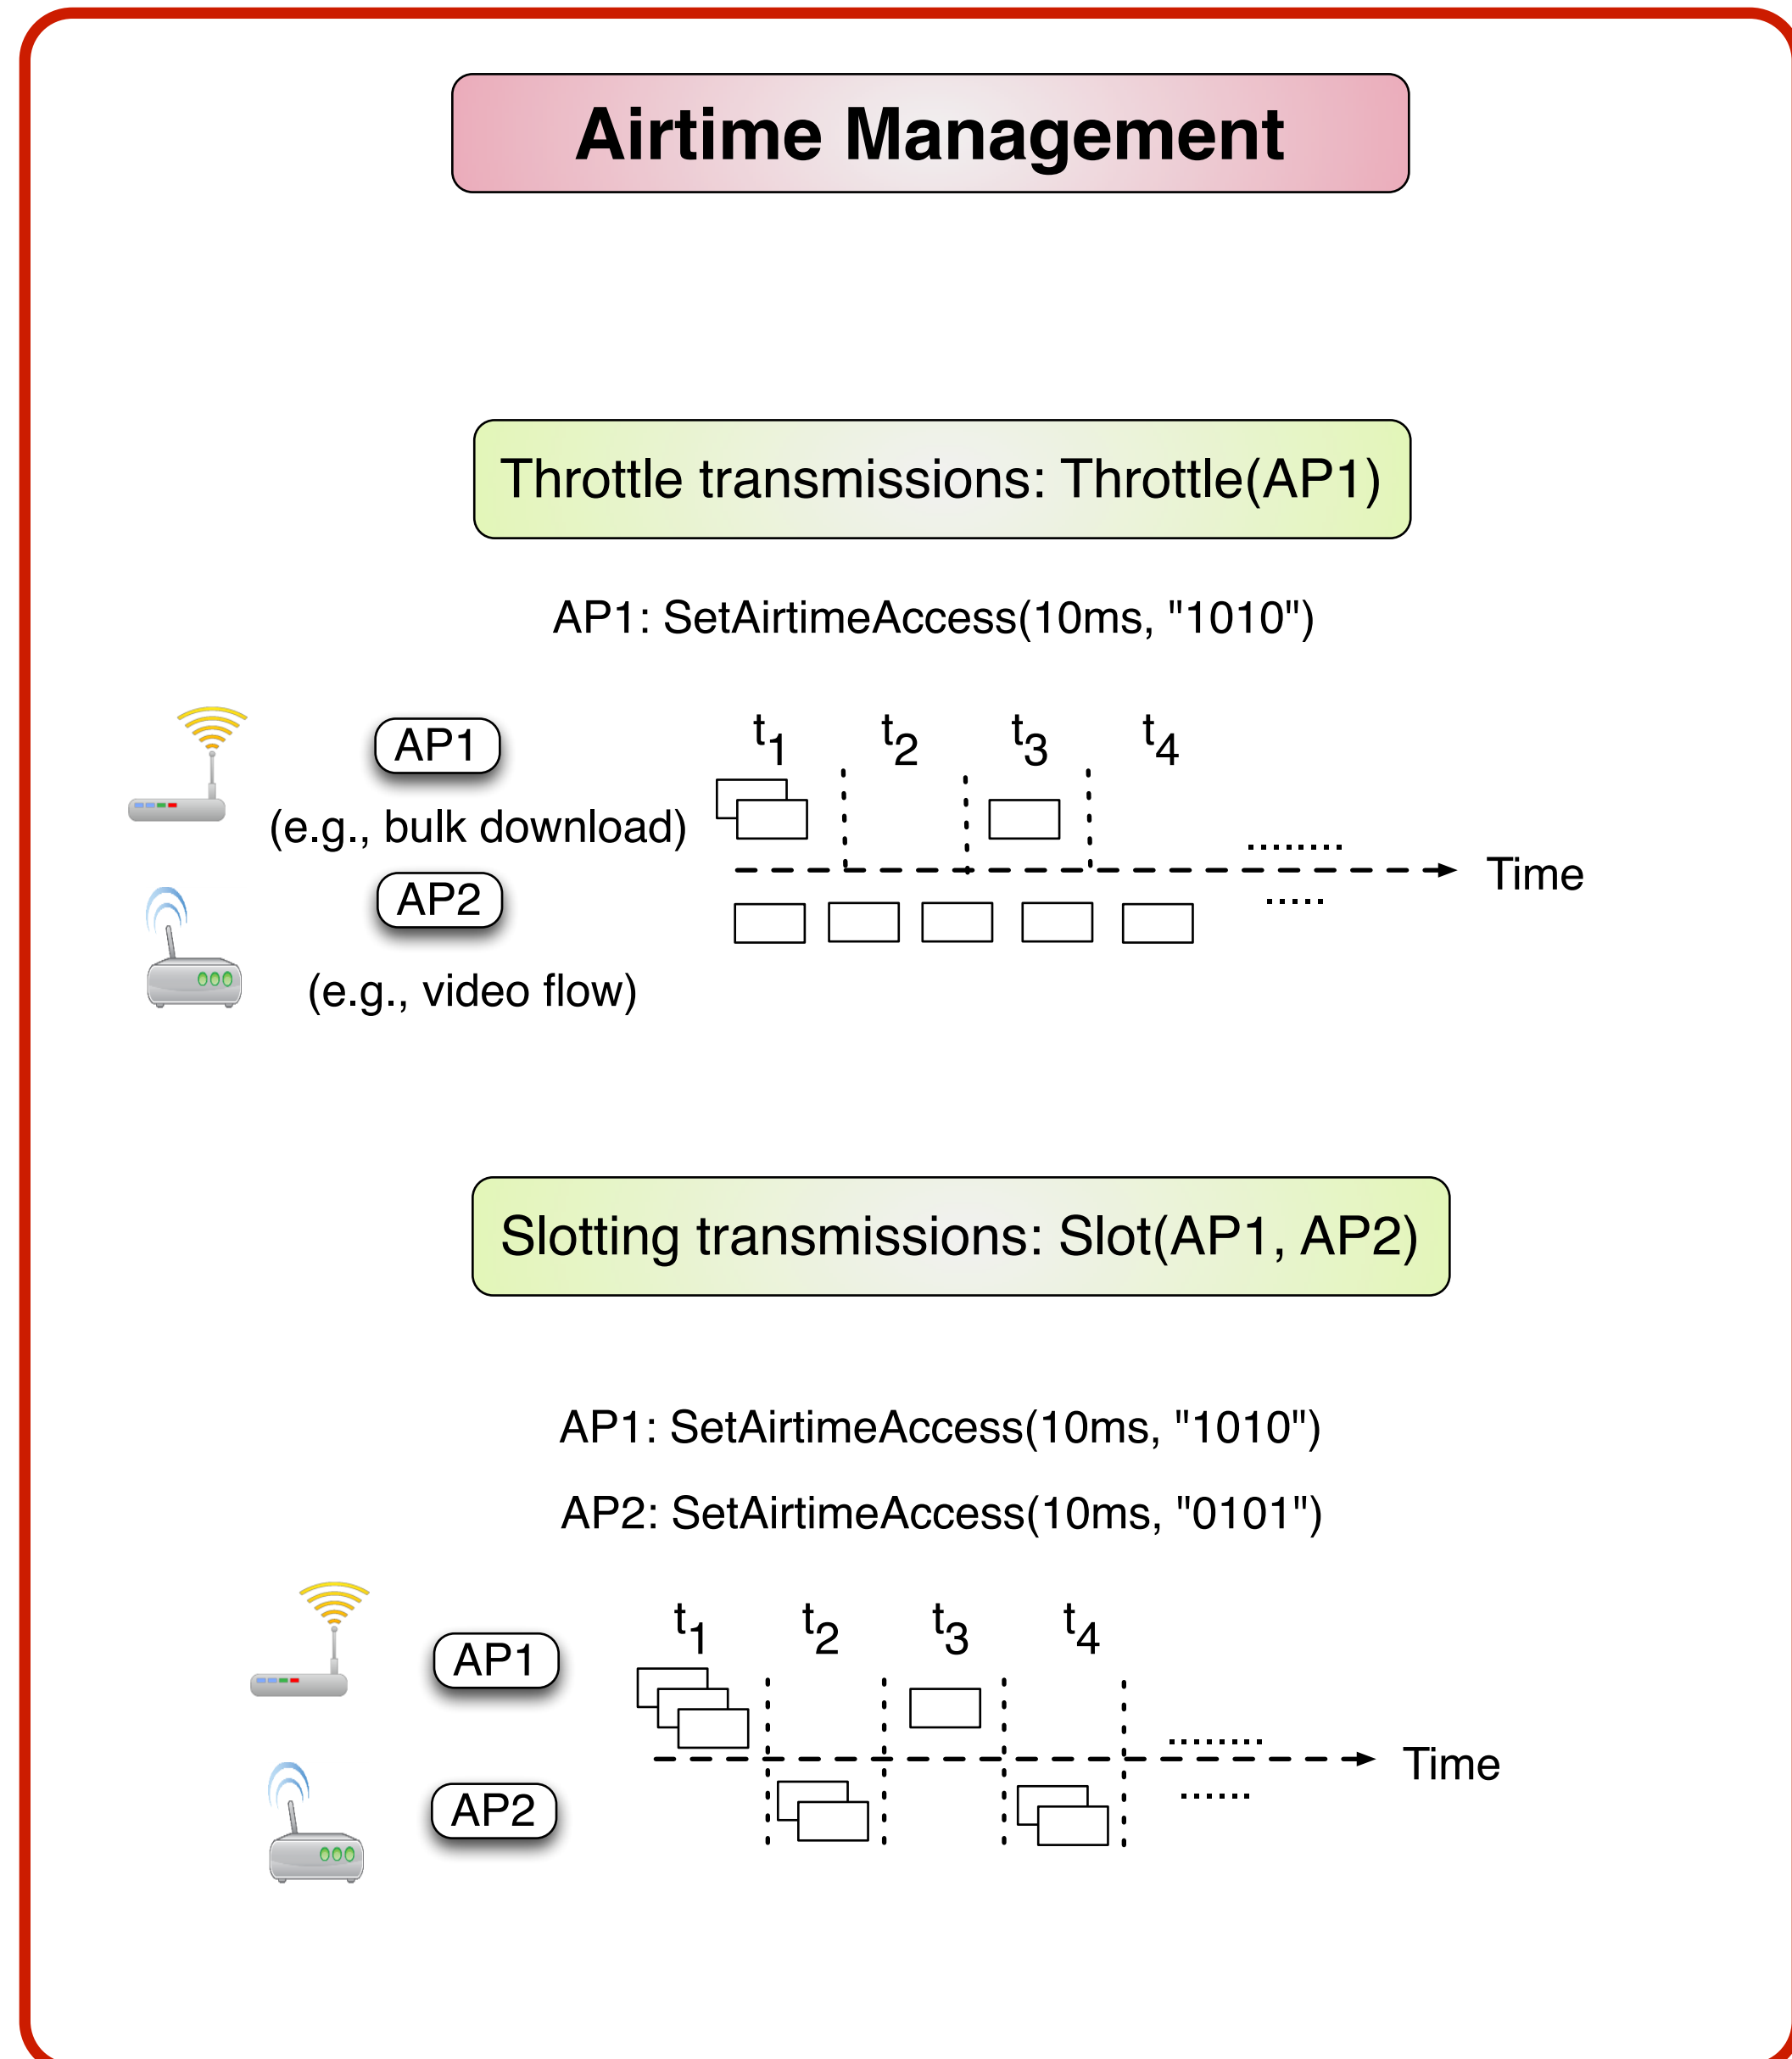 Airtime Management
Throttle transmissions: Throttle(AP1)
AP1: SetAirtimeAccess(10ms, "1010")
t1 t2 t3 t4
AP1
(e.g., bulk download)
........
Time
.....
AP2
(e.g., video flow)
Slotting transmissions: Slot(AP1, AP2)
AP1: SetAirtimeAccess(10ms, "1010")
AP2: SetAirtimeAccess(10ms, "0101")
t1 t2 t3 t4
AP1
........
Time
......
AP2